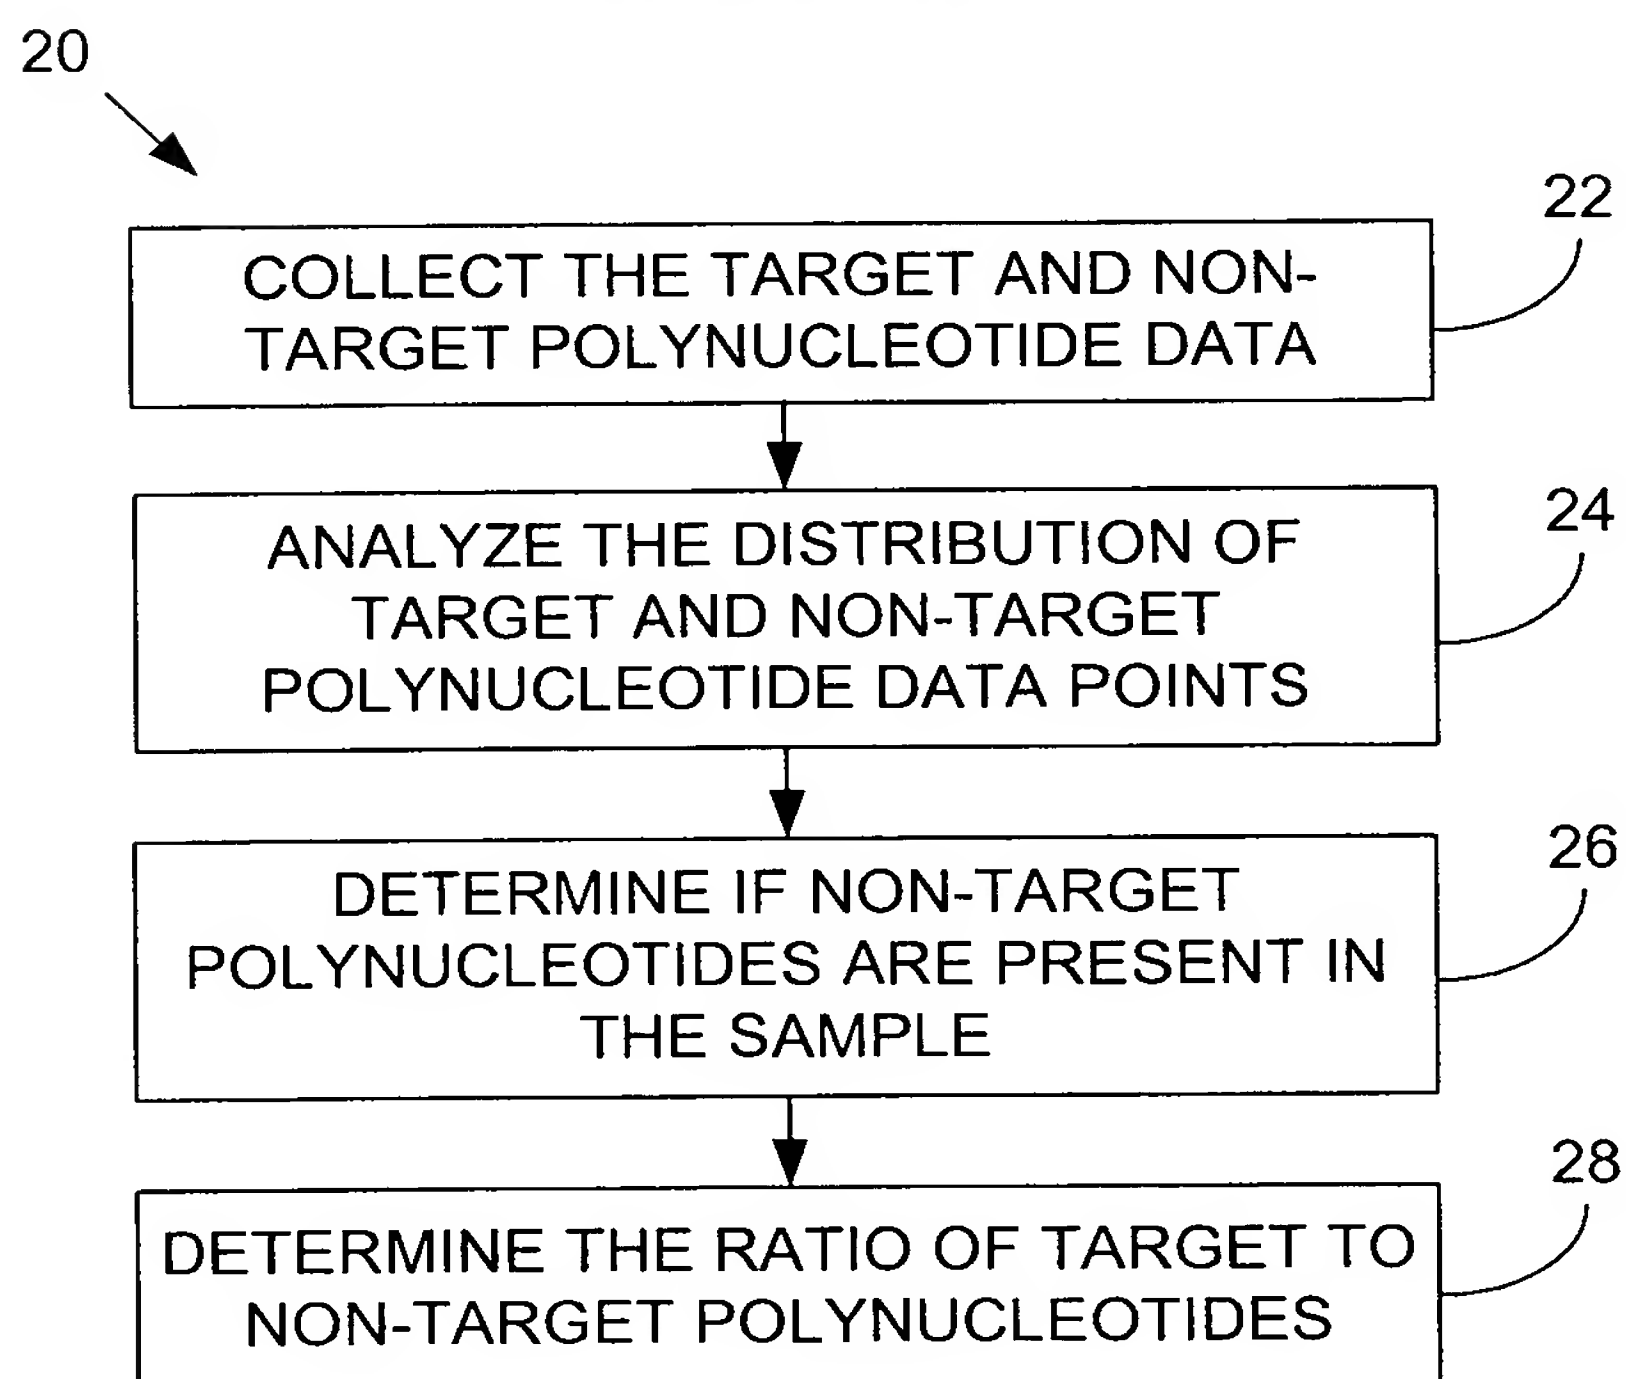 20
22
COLLECT THE TARGET AND NON-
TARGET POLYNUCLEOTIDE DATA
24
ANALYZE THE DISTRIBUTION OF
TARGET AND NON-TARGET
POLYNUCLEOTIDE DATA POINTS
26
DETERMINE IF NON-TARGET
POLYNUCLEOTIDES ARE PRESENT IN
THE SAMPLE
28
DETERMINE THE RATIO OF TARGET TO
NON-TARGET POLYNUCLEOTIDES